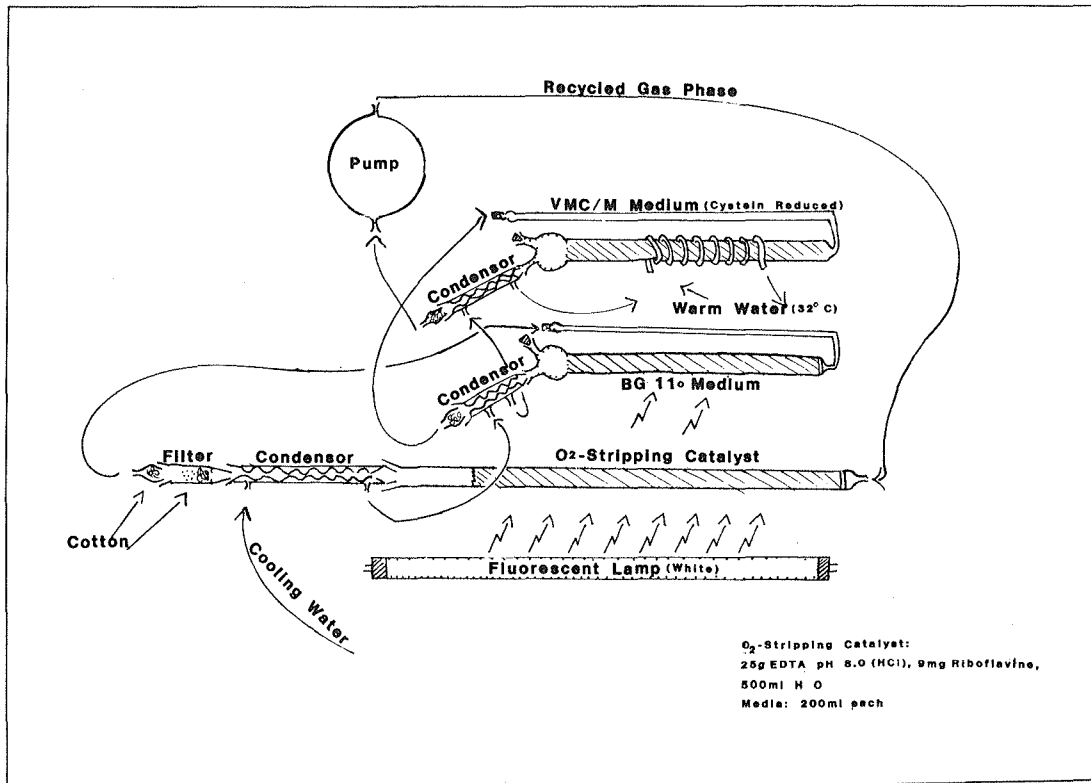 Recycled Gas Phase
Pump
VMC/M Medium (Cystein Reduced)
Condensor
Warm Water (32° C)
Condensor
BG 11o Medium
Filter
Condensor
O2-Stripping Catalyst
Cotton
Fluorescent Lamp (White)
Cooling Water
O2-Stripping Catalyst:
25g EDTA pH 8.0 (HCl), 9mg Riboflavine,
500ml H O
Media: 200ml each